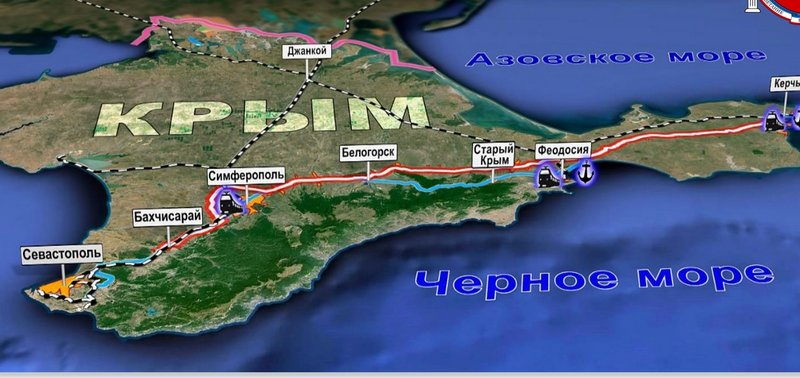 Джанкой
Азовское море
Керчь
КРЫМ
Белогорск
Старый
Крым
Феодосия
Симферополь
Бахчисарай
Севастополь
Черное море